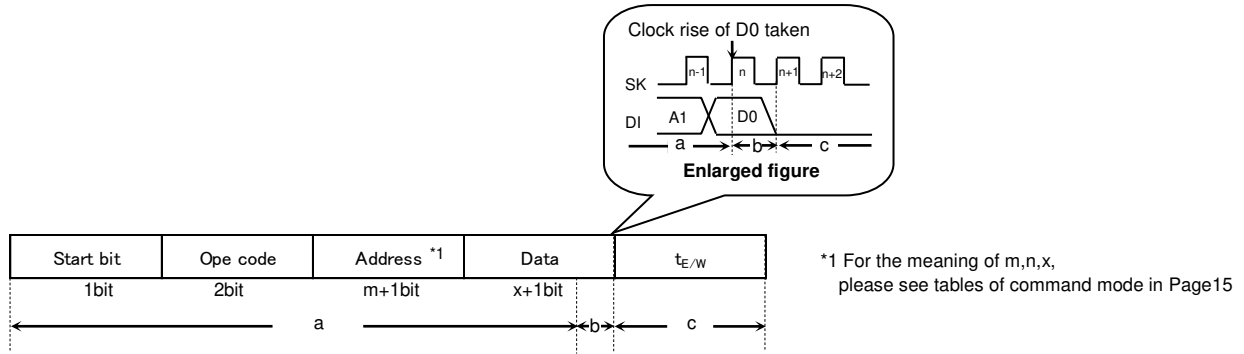 Clock rise of D0 taken
SK n-1 n n+1 n+2
DI A1 D0
a b c
Enlarged figure
Start bit Ope code Address *1 Data tE/W
1bit 2bit m+1bit x+1bit
a b c
*1 For the meaning of m,n,x,
please see tables of command mode in Page15